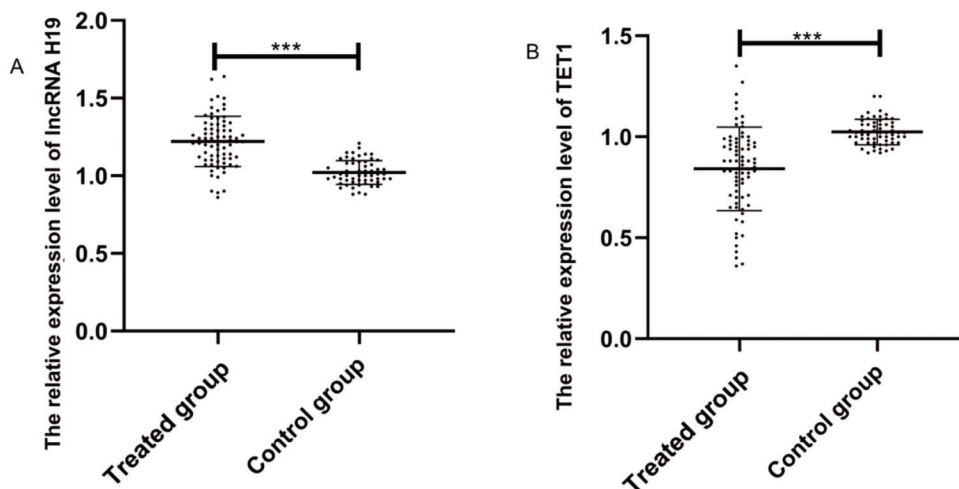 A
The relative expression level of lncRNA H19
2.0
1.5
1.0
0.5
0.0
***
Treated group
Control group
B
The relative expression level of TET1
1.5
1.0
0.5
0.0
***
Treated group
Control group